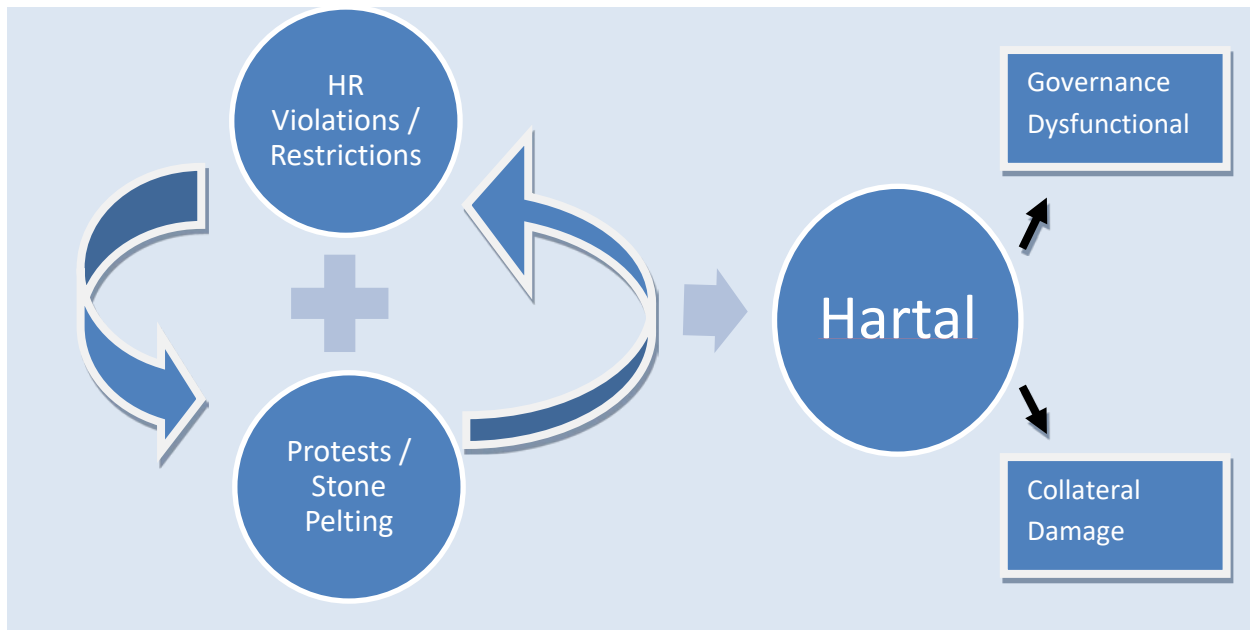 HR
Violations /
Restrictions
Protests /
Stone
Pelting
Hartal
Governance
Dysfunctional
Collateral
Damage